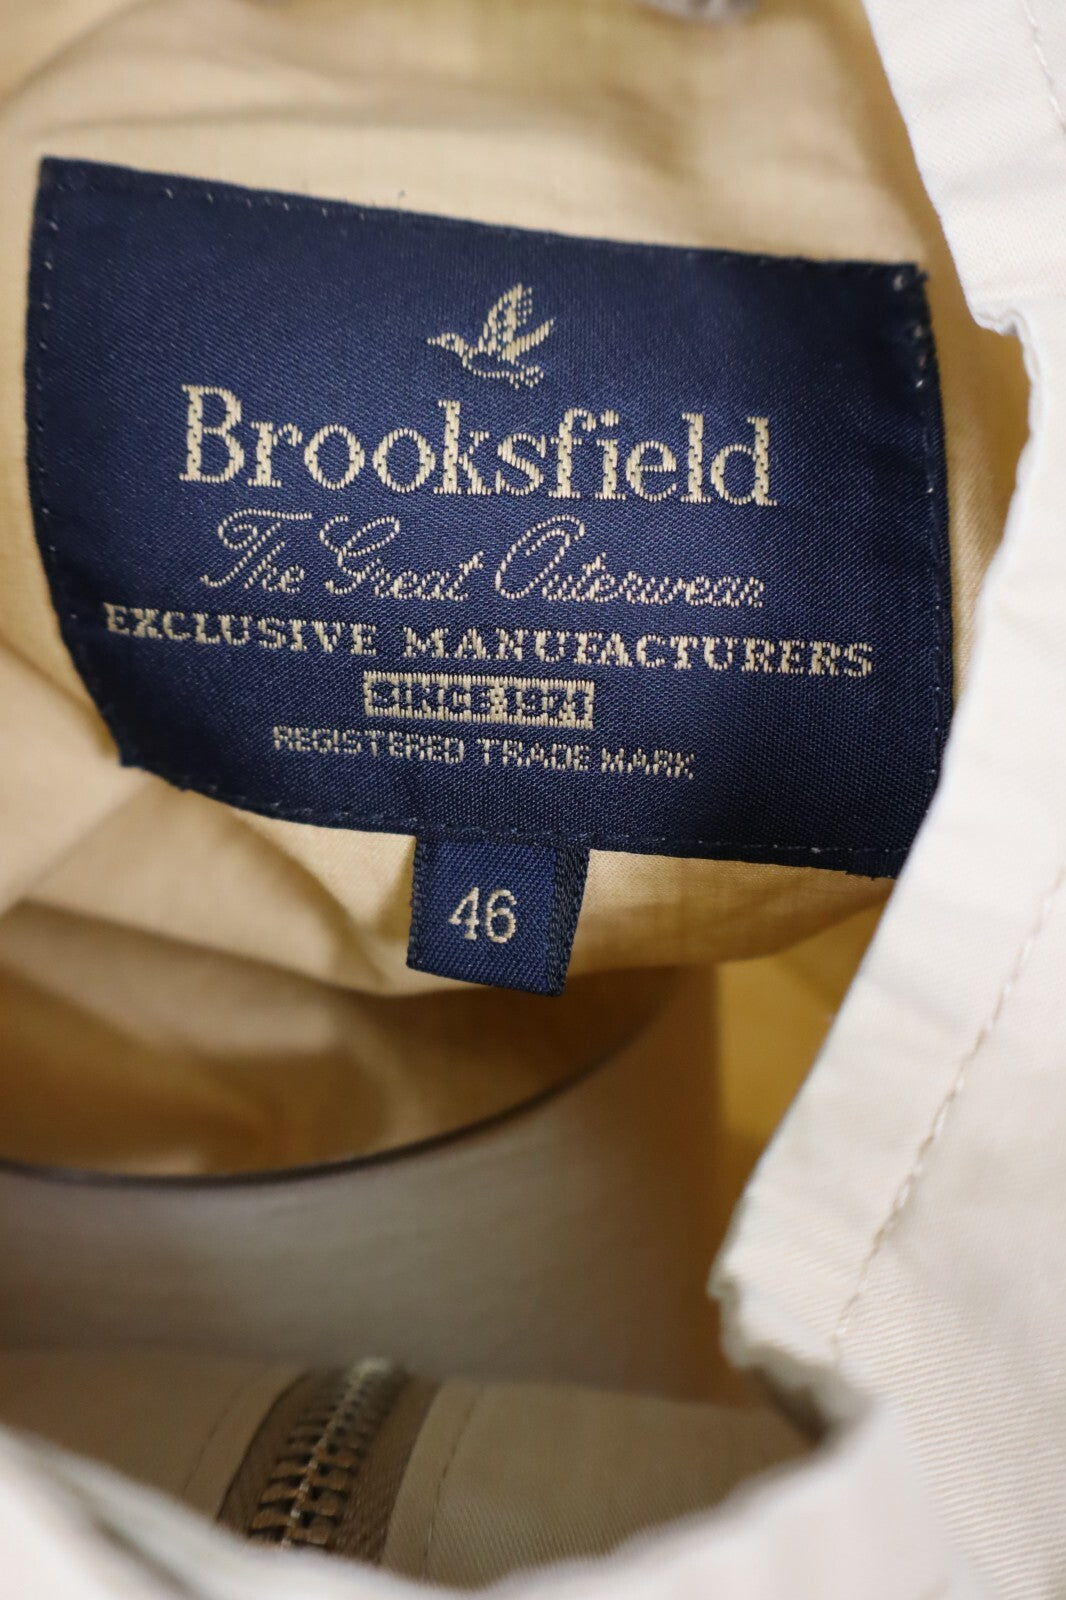 Brooksfield
The Great Outerwear
EXCLUSIVE MANUFACTURERS
SINCE 1971
REGISTERED TRADE MARK
46